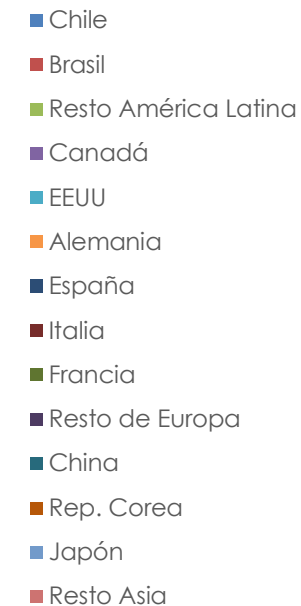 Chile
Brasil
Resto América Latina
Canadá
EEUU
Alemania
España
Italia
Francia
Resto de Europa
China
Rep. Corea
Japón
Resto Asia